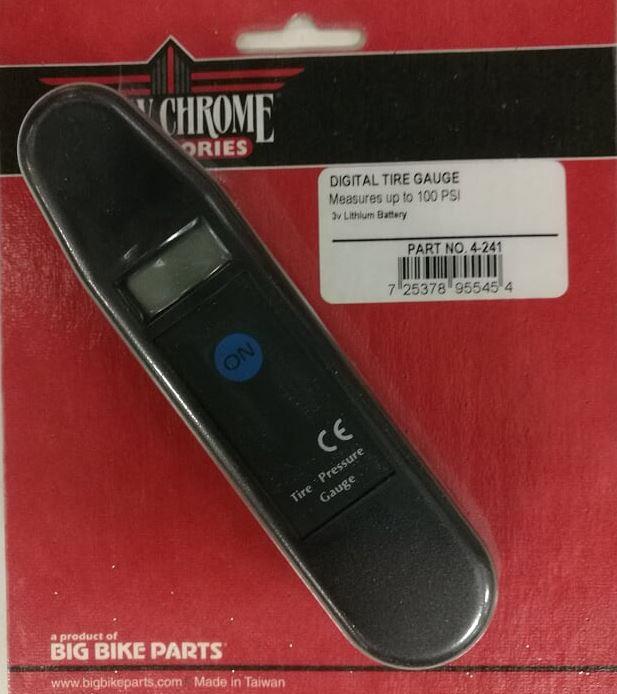 CHROME
ORIES
DIGITAL TIRE GAUGE
Measures up to 100 PSI
3v Lithium Battery
PART NO. 4-241
7 25378 95545 4
ON
CE
Tire Pressure
Gauge
a product of
BIG BIKE PARTS
www.bigbikeparts.com Made in Taiwan